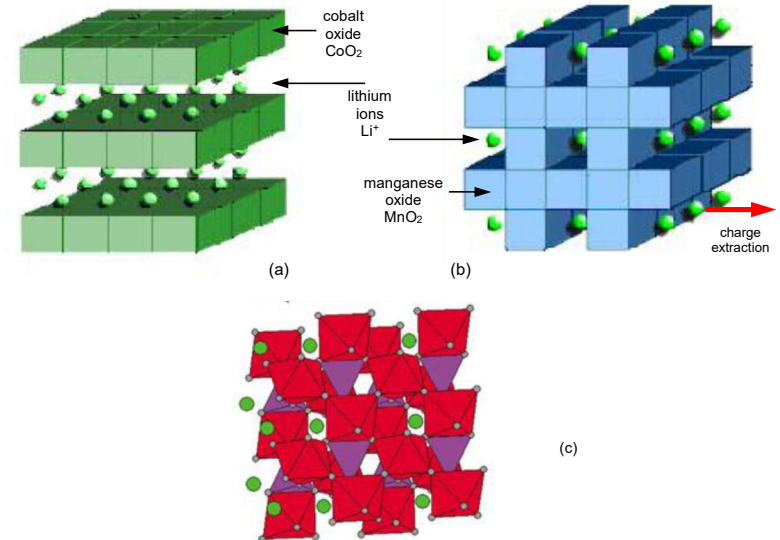 cobalt
oxide
CoO₂
lithium
ions
Li⁺
manganese
oxide
MnO₂
charge
extraction
(a)
(b)
(c)